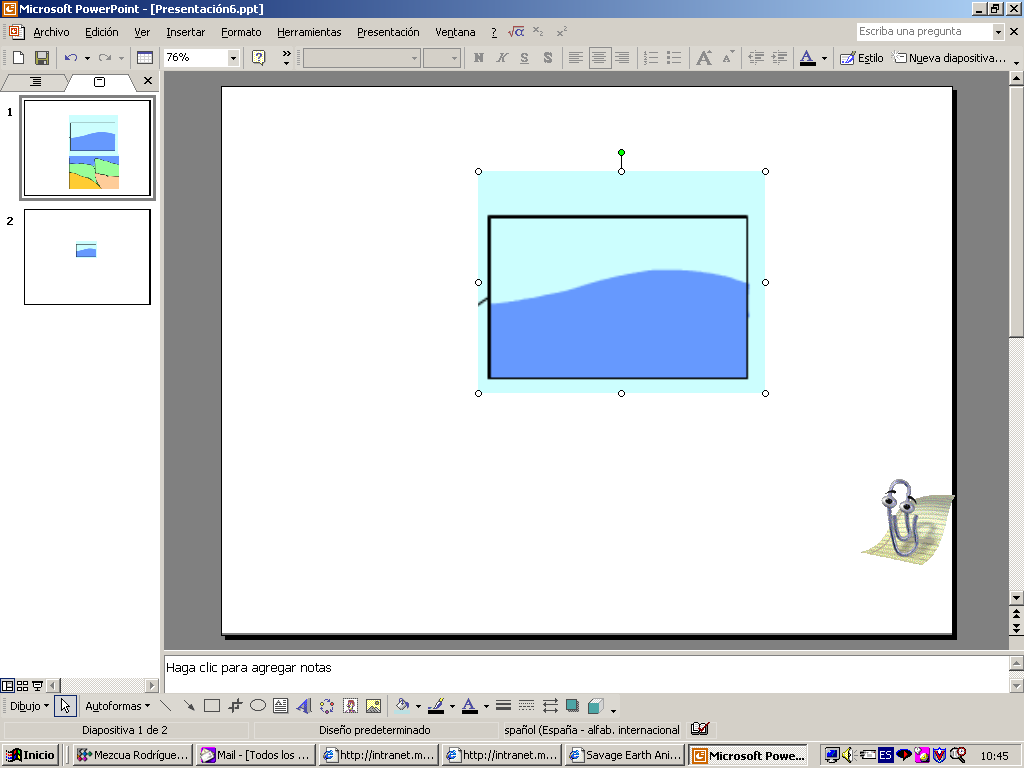 Microsoft PowerPoint - [Presentación6.ppt]
Archivo Edición Ver Insertar Formato Herramientas Presentación Ventana ? Escriba una pregunta
76% N K S S Estilo Nueva diapositiva...
1
2
Haga clic para agregar notas
Dibujo Autoformas
Diapositiva 1 de 2 Diseño predeterminado spañol (España - alfab. internacional
Inicio Mezcua Rodrígue... Mail - [Todos los ... http://intranet.m... http://intranet.m... Savage Earth Ani... Microsoft Powe... ES 10:45